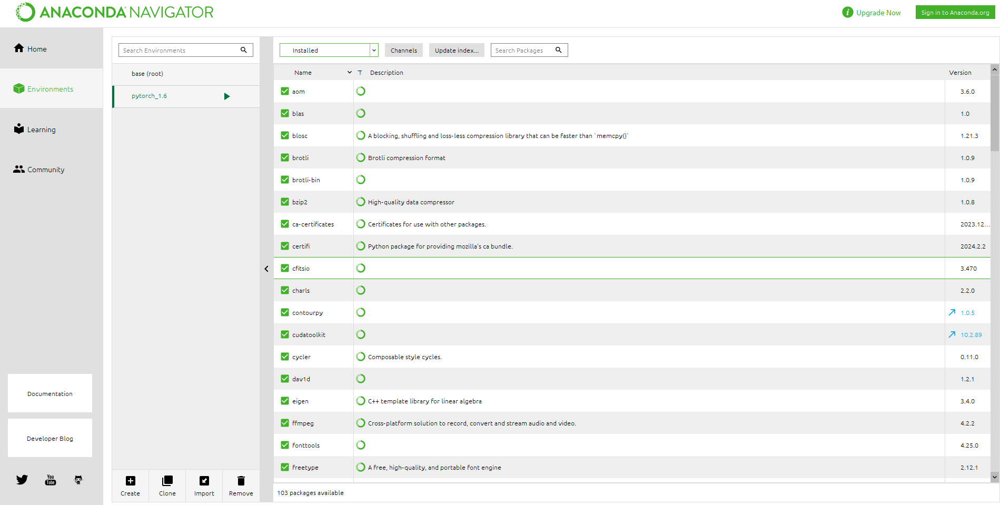 ANACONDA NAVIGATOR
Upgrade Now
Sign in to Anaconda.org
Home
Environments
Learning
Community
Documentation
Developer Blog
Search Environments
base (root)
pytorch_1.6
Create
Clone
Import
Remove
Installed
Channels
Update index...
Search Packages
Name T Description Version
aom 3.6.0
blas 1.0
blosc A blocking, shuffling and loss-less compression library that can be faster than `memcpy()` 1.21.3
brotli Brotli compression format 1.0.9
brotli-bin 1.0.9
bzip2 High-quality data compressor 1.0.8
ca-certificates Certificates for use with other packages. 2023.12...
certifi Python package for providing mozilla's ca bundle. 2024.2.2
cfitsio 3.470
charls 2.2.0
contourpy 1.0.5
cudatoolkit 10.2.89
cycler Composable style cycles. 0.11.0
dav1d 1.2.1
eigen C++ template library for linear algebra 3.4.0
ffmpeg Cross-platform solution to record, convert and stream audio and video. 4.2.2
fonttools 4.25.0
freetype A free, high-quality, and portable font engine 2.12.1
103 packages available
You
Tube